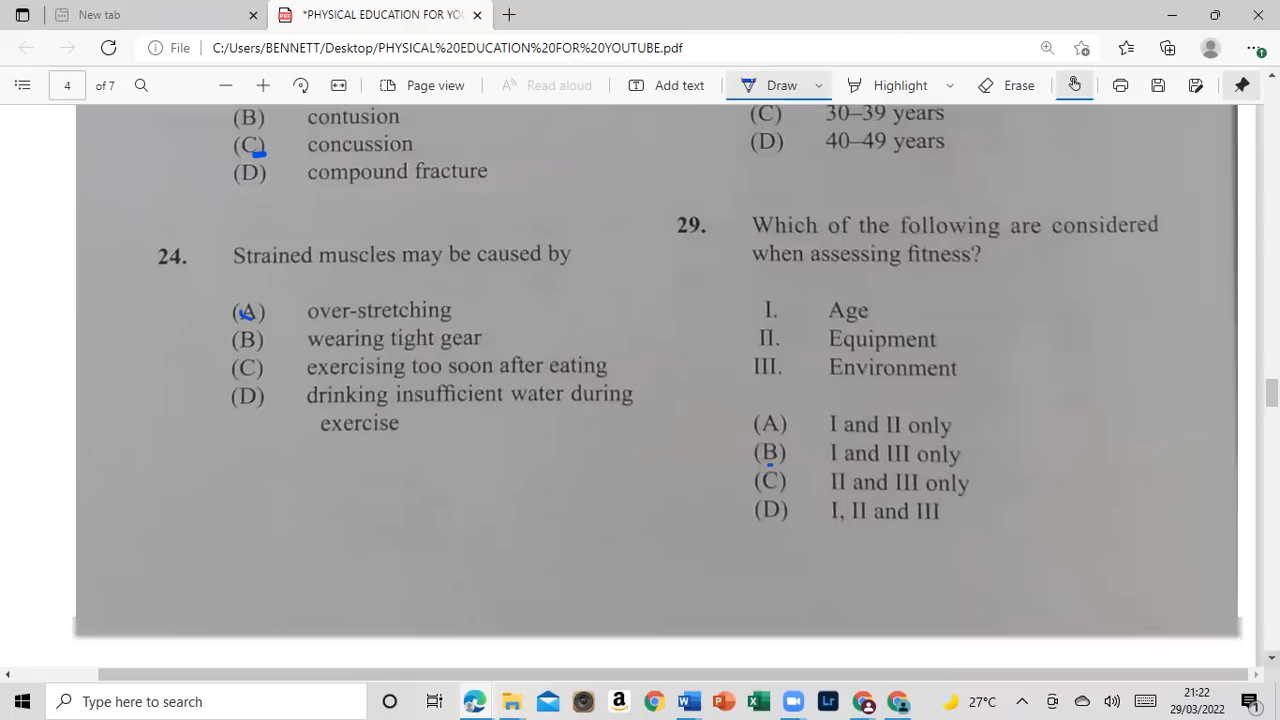 New tab
*PHYSICAL EDUCATION FOR YOU
File
C:/Users/BENNETT/Desktop/PHYSICAL%20EDUCATION%20FOR%20YOUTUBE.pdf
4 of 7
Page view
Read aloud
Add text
Draw
Highlight
Erase
(B) contusion
(C) concussion
(D) compound fracture
24. Strained muscles may be caused by
(A) over-stretching
(B) wearing tight gear
(C) exercising too soon after eating
(D) drinking insufficient water during
exercise
(C) 30–39 years
(D) 40–49 years
29. Which of the following are considered
when assessing fitness?
I. Age
II. Equipment
III. Environment
(A) I and II only
(B) I and III only
(C) II and III only
(D) I, II and III
Type here to search
27°C
21:22
29/03/2022